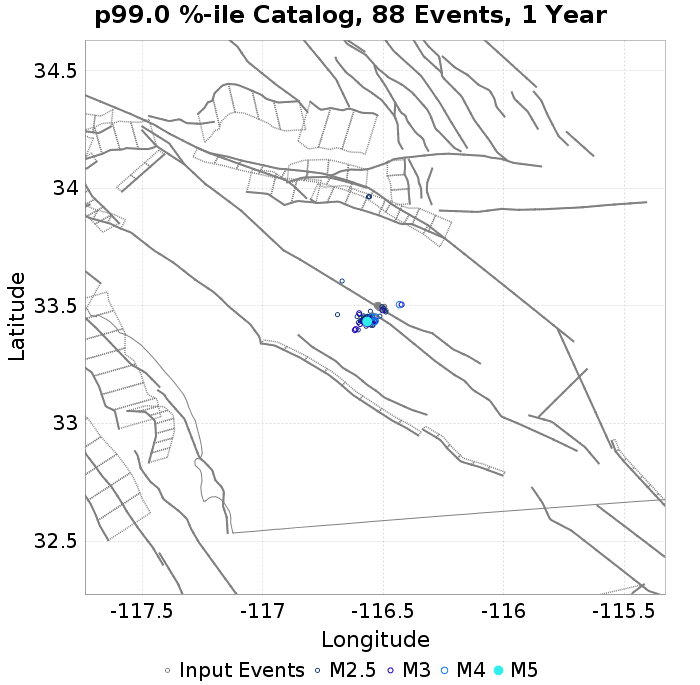 p99.0 %-ile Catalog, 88 Events, 1 Year
34.5
34
33.5
33
32.5
Latitude
-117.5 -117 -116.5 -116 -115.5
Longitude
Input Events M2.5 M3 M4 M5